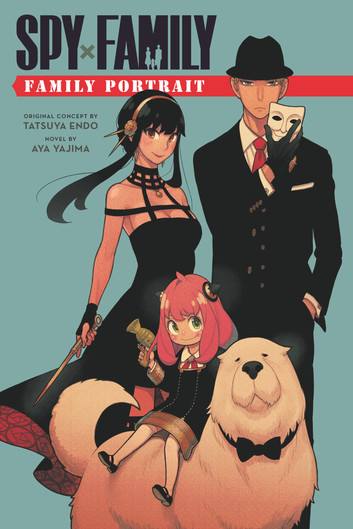 SPY×FAMILY
FAMILY PORTRAIT
ORIGINAL CONCEPT BY
TATSUYA ENDO
NOVEL BY
AYA YAJIMA